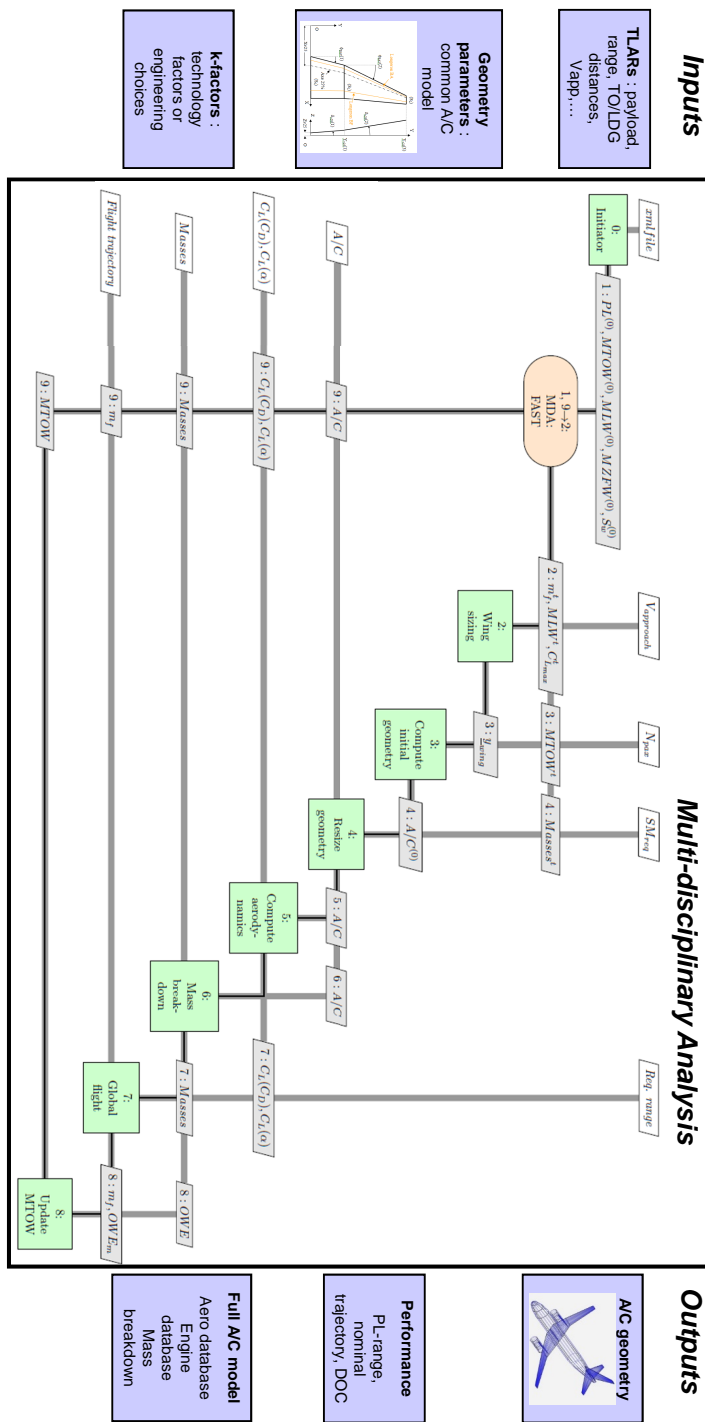 Inputs
Multi-disciplinary Analysis
Outputs
TLARs : payload,
range, TO/LDG
distances,
Vapp,...
Geometry
parameters :
common A/C
model
k-factors :
technology
factors or
engineering
choices
xmlfile
V_approach
N_pax
SM_req
Req. range
0:
Initiator
1 : PL^(0), MTOW^(0), MLW^(0), MZFW^(0), S_w^(0)
1, 9→2:
MDA:
FAST
2 : m_f^t, MLW^t, C_Lmax^t
3 : MTOW^t
4 : Masses^t
2:
Wing
sizing
3 : y_wing
3:
Compute
initial
geometry
4 : A/C^(0)
A/C
9 : A/C
4:
Resize
geometry
5 : A/C
6 : A/C
C_L(C_D), C_L(α)
9 : C_L(C_D), C_L(α)
5:
Compute
aerody-
namics
7 : C_L(C_D), C_L(α)
Masses
9 : Masses
6:
Mass
break-
down
7 : Masses
8 : OWE
Flight trajectory
9 : m_f
7:
Global
flight
8 : m_f, OWE_m
9 : MTOW
8:
Update
MTOW
A/C geometry
Performance
PL-range,
nominal
trajectory, DOC
Full A/C model
Aero database
Engine
database
Mass
breakdown